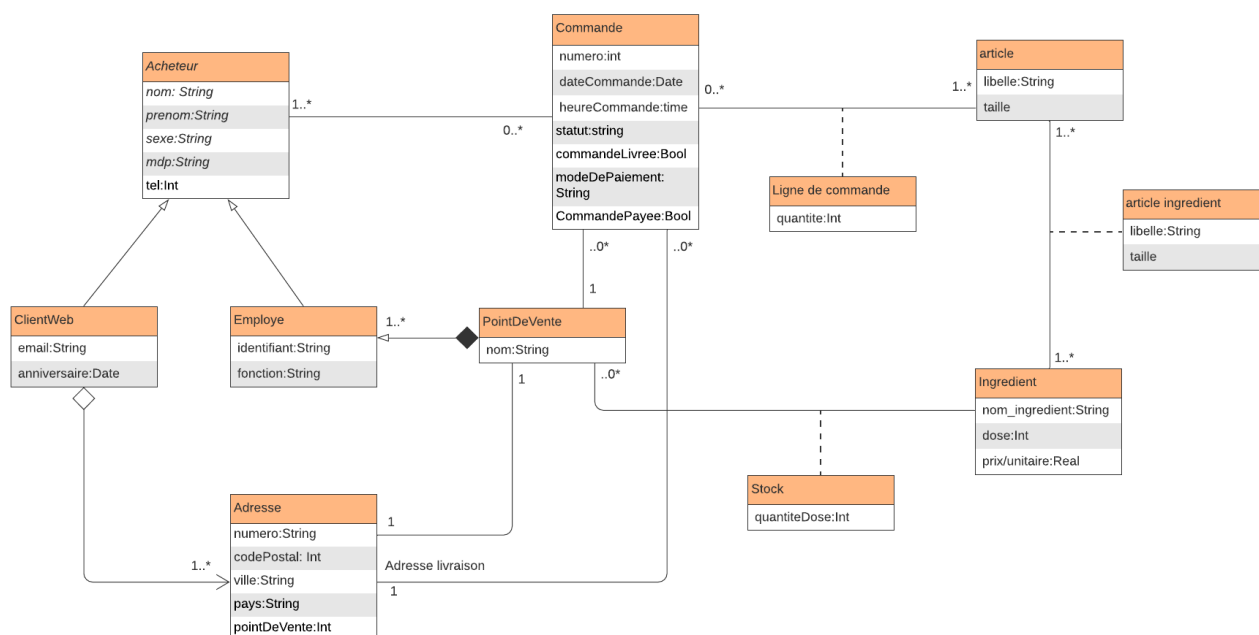 Commande
numero:int
dateCommande:Date
heureCommande:time
statut:string
commandeLivree:Bool
modeDePaiement:
String
CommandePayee:Bool
Acheteur
nom: String
prenom:String
sexe:String
mdp:String
tel:Int
1..*
0..*
0..*
1..*
article
libelle:String
taille
1..*
Ligne de commande
quantite:Int
article ingredient
libelle:String
taille
..0*
..0*
1
ClientWeb
email:String
anniversaire:Date
Employe
identifiant:String
fonction:String
1..*
PointDeVente
nom:String
1
..0*
1..*
Ingredient
nom_ingredient:String
dose:Int
prix/unitaire:Real
Stock
quantiteDose:Int
Adresse
numero:String
codePostal: Int
ville:String
pays:String
pointDeVente:Int
1
1..*
Adresse livraison
1